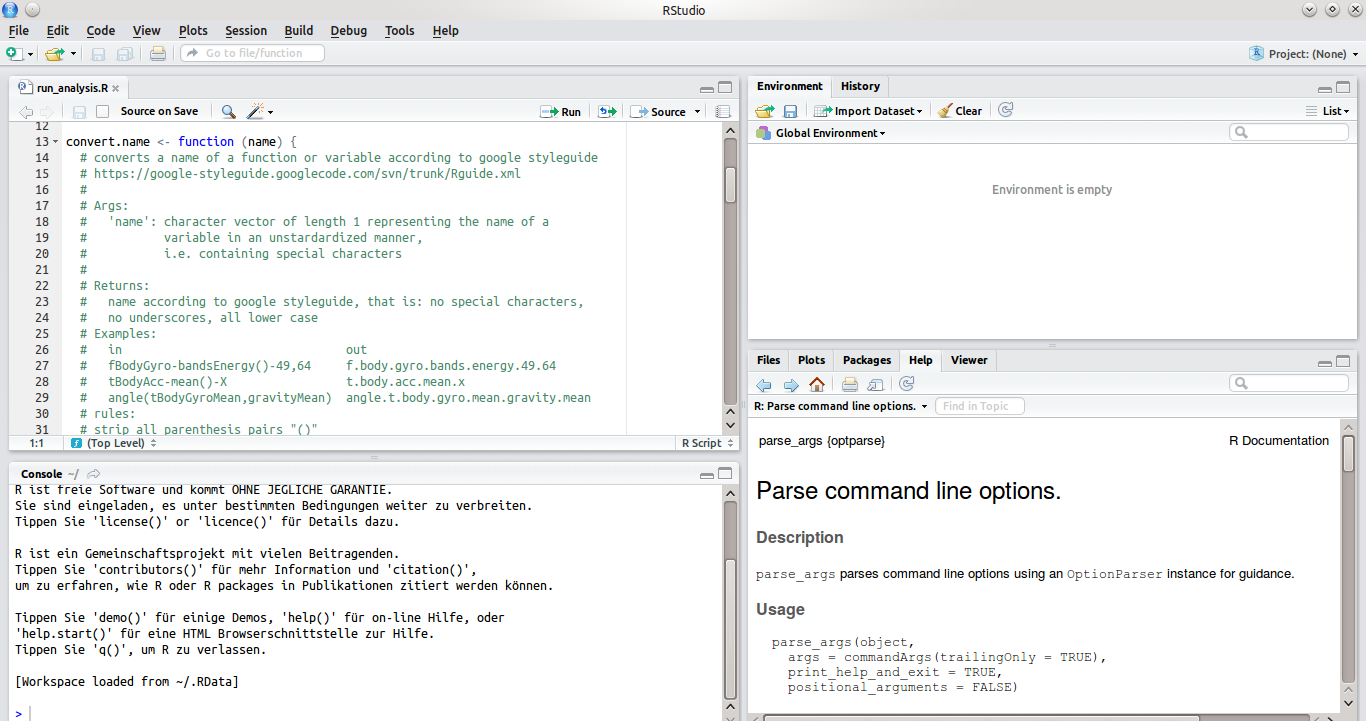 RStudio
File Edit Code View Plots Session Build Debug Tools Help
Go to file/function
Project: (None)
run_analysis.R
Source on Save Run Source
12
13 convert.name <- function (name) {
14 # converts a name of a function or variable according to google styleguide
15 # https://google-styleguide.googlecode.com/svn/trunk/Rguide.xml
16 #
17 # Args:
18 # 'name': character vector of length 1 representing the name of a
19 # variable in an unstardardized manner,
20 # i.e. containing special characters
21 #
22 # Returns:
23 # name according to google styleguide, that is: no special characters,
24 # no underscores, all lower case
25 # Examples:
26 # in out
27 # fBodyGyro-bandsEnergy()-49,64 f.body.gyro.bands.energy.49.64
28 # tBodyAcc-mean()-X t.body.acc.mean.x
29 # angle(tBodyGyroMean,gravityMean) angle.t.body.gyro.mean.gravity.mean
30 # rules:
31 # strip all parenthesis pairs "()"
1:1 (Top Level) R Script
Console ~/
R ist freie Software und kommt OHNE JEGLICHE GARANTIE.
Sie sind eingeladen, es unter bestimmten Bedingungen weiter zu verbreiten.
Tippen Sie 'license()' or 'licence()' für Details dazu.
R ist ein Gemeinschaftsprojekt mit vielen Beitragenden.
Tippen Sie 'contributors()' für mehr Information und 'citation()',
um zu erfahren, wie R oder R packages in Publikationen zitiert werden können.
Tippen Sie 'demo()' für einige Demos, 'help()' für on-line Hilfe, oder
'help.start()' für eine HTML Browserschnittstelle zur Hilfe.
Tippen Sie 'q()', um R zu verlassen.
[Workspace loaded from ~/.RData]
>
Environment History
Import Dataset Clear List
Global Environment
Environment is empty
Files Plots Packages Help Viewer
R: Parse command line options. Find in Topic
parse_args {optparse} R Documentation
Parse command line options.
Description
parse_args parses command line options using an OptionParser instance for guidance.
Usage
parse_args(object,
args = commandArgs(trailingOnly = TRUE),
print_help_and_exit = TRUE,
positional_arguments = FALSE)